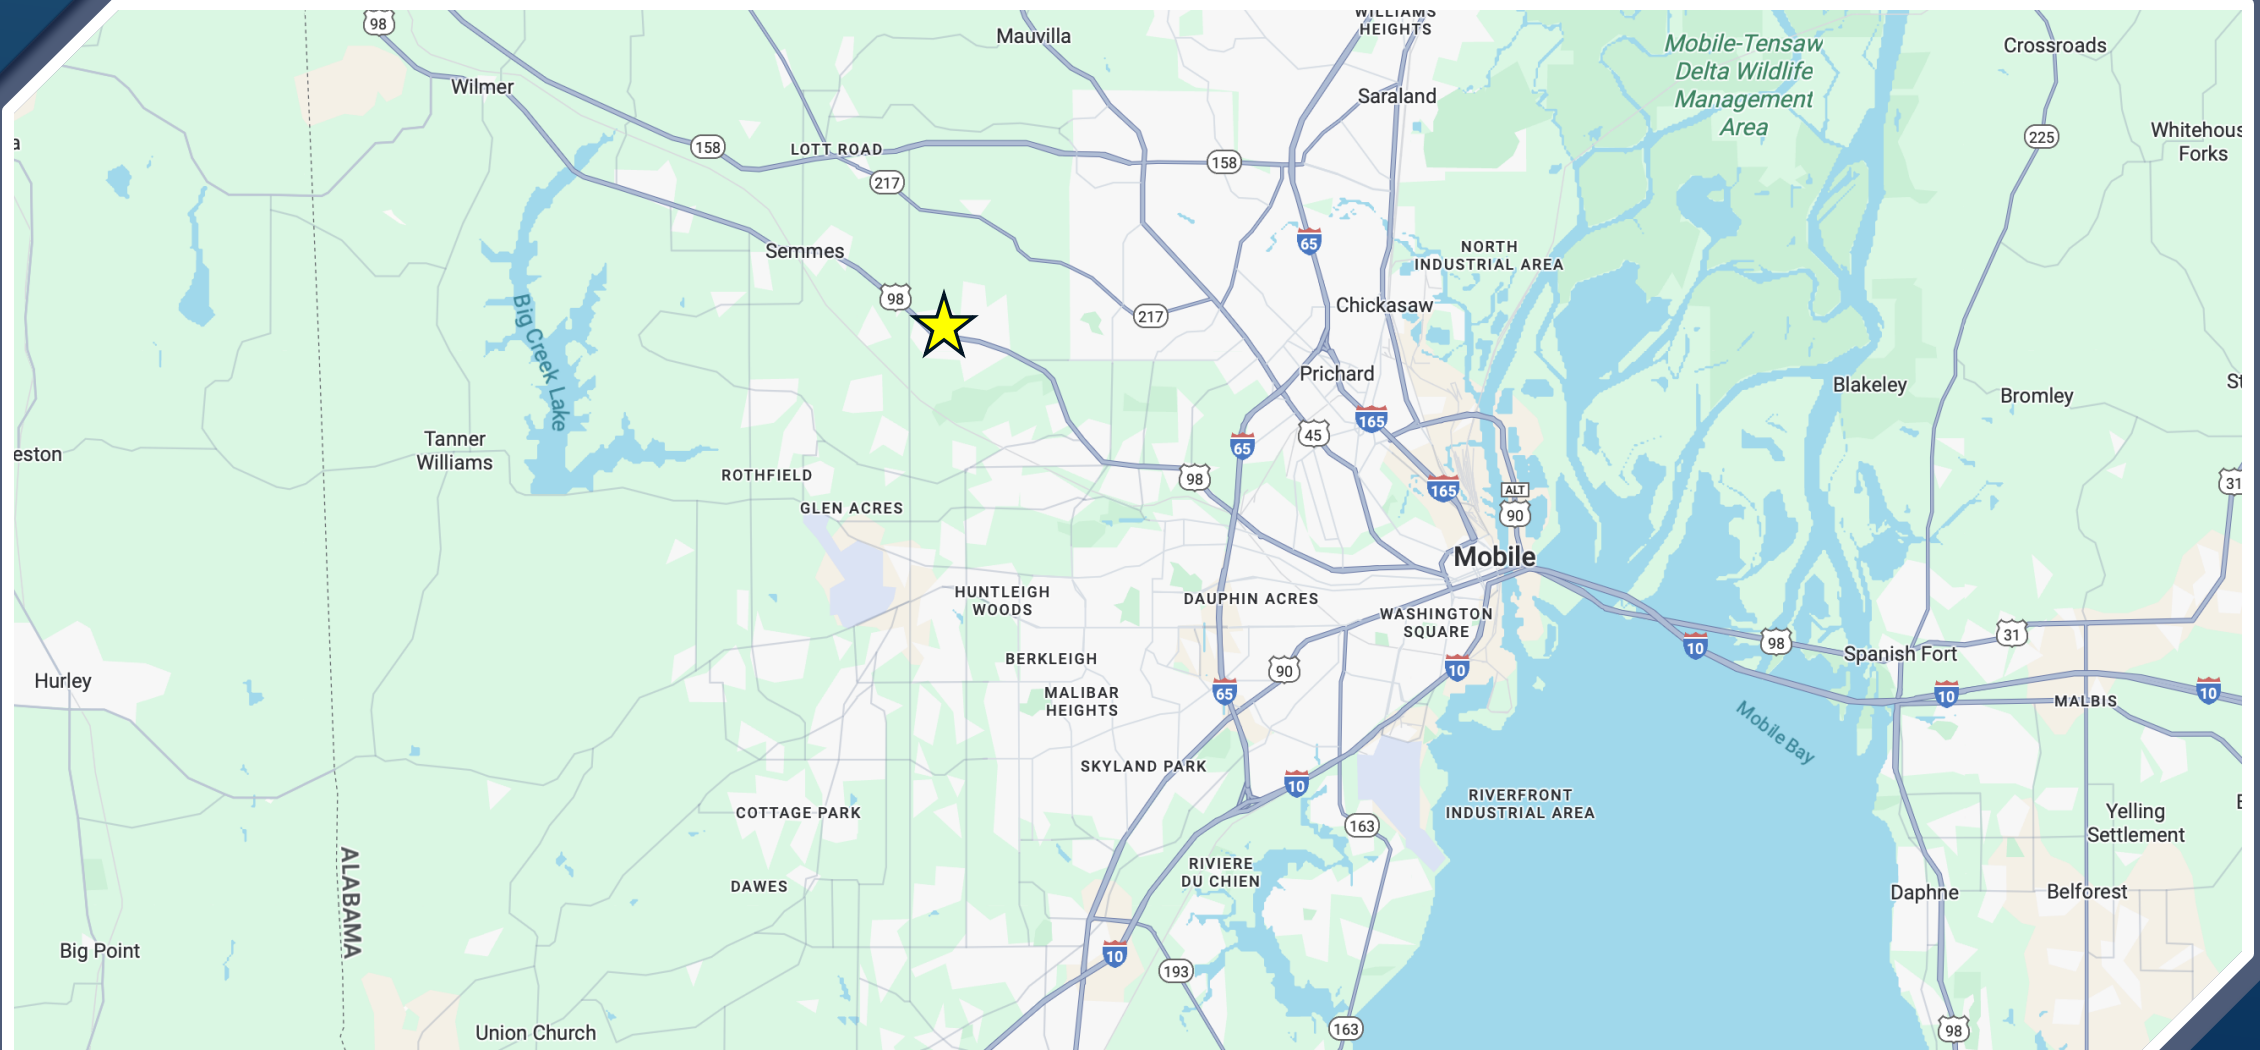 98
Mauvilla
WILLIAMS
HEIGHTS
Mobile-Tensaw
Delta Wildlife
Management
Area
Crossroads
Wilmer
Saraland
225
Whitehous
Forks
a
158
LOTT ROAD
158
217
Semmes
65
NORTH
INDUSTRIAL AREA
98
217
Chickasaw
Big Creek Lake
Prichard
Blakeley
Bromley
St
165
45
65
Tanner
Williams
eston
ROTHFIELD
98
165
ALT
90
31
GLEN ACRES
Mobile
HUNTLEIGH
WOODS
DAUPHIN ACRES
WASHINGTON
SQUARE
10
98
31
Spanish Fort
BERKLEIGH
90
10
Hurley
65
MALIBAR
HEIGHTS
10
MALBIS
10
Mobile Bay
SKYLAND PARK
10
RIVERFRONT
INDUSTRIAL AREA
COTTAGE PARK
163
Yelling
Settlement
E
RIVIERE
DU CHIEN
DAWES
Daphne
Belforest
ALABAMA
Big Point
10
193
Union Church
163
98